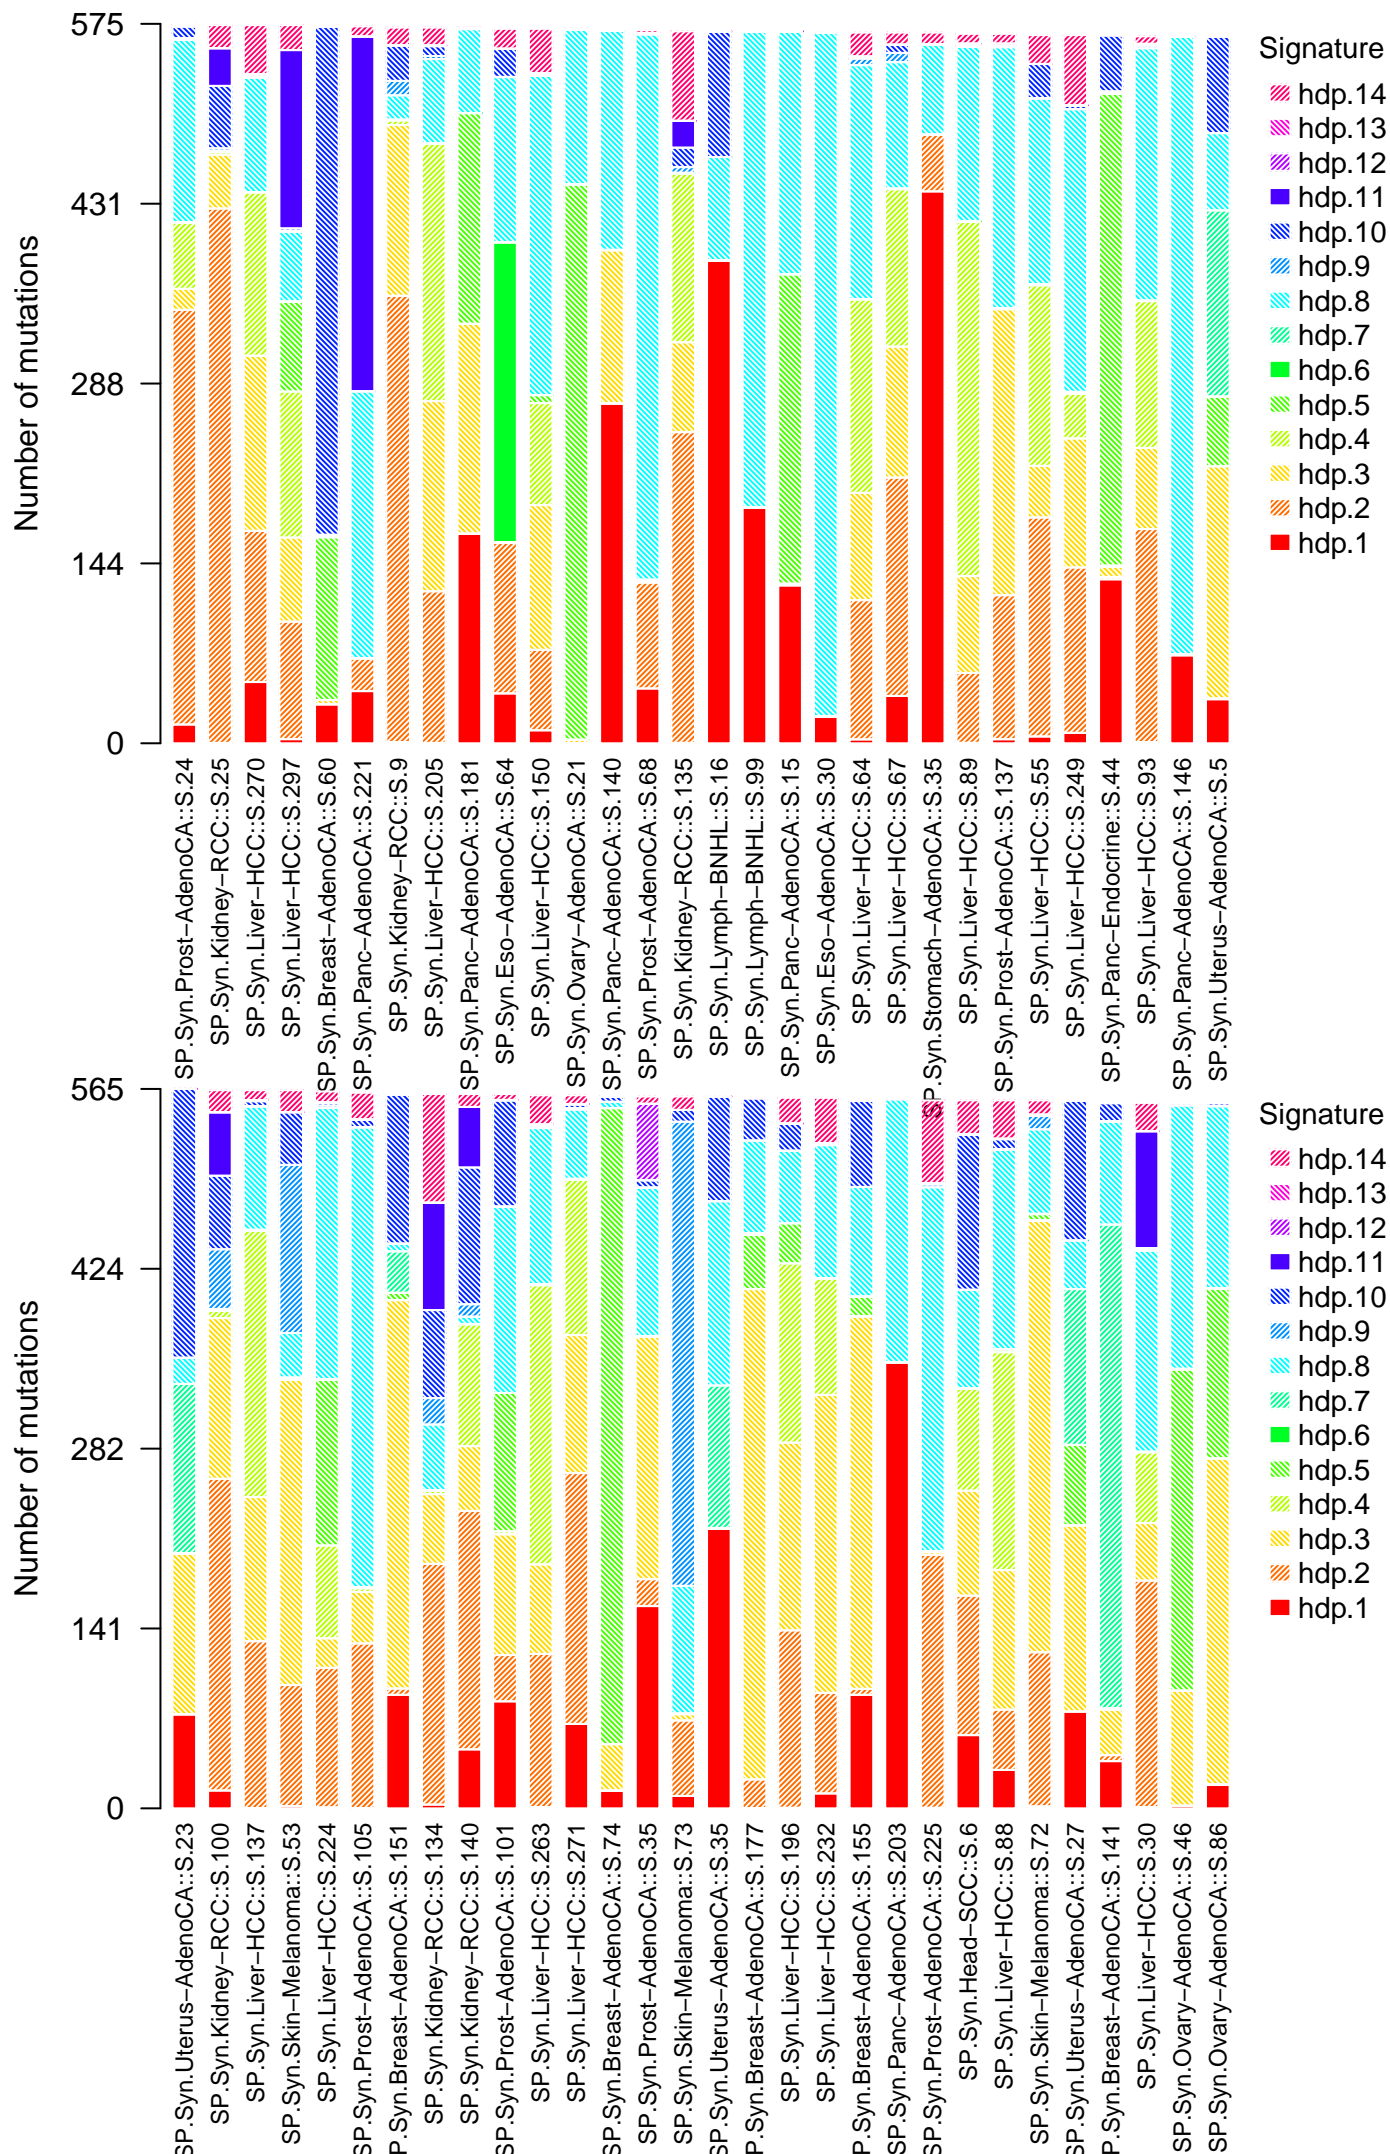 575
431
288
144
0
Number of mutations
Signature
hdp.14
hdp.13
hdp.12
hdp.11
hdp.10
hdp.9
hdp.8
hdp.7
hdp.6
hdp.5
hdp.4
hdp.3
hdp.2
hdp.1
SP.Syn.Prost−AdenoCA::S.24
SP.Syn.Kidney−RCC::S.25
SP.Syn.Liver−HCC::S.270
SP.Syn.Liver−HCC::S.297
SP.Syn.Breast−AdenoCA::S.60
SP.Syn.Panc−AdenoCA::S.221
SP.Syn.Kidney−RCC::S.9
SP.Syn.Liver−HCC::S.205
SP.Syn.Panc−AdenoCA::S.181
SP.Syn.Eso−AdenoCA::S.64
SP.Syn.Liver−HCC::S.150
SP.Syn.Ovary−AdenoCA::S.21
SP.Syn.Panc−AdenoCA::S.140
SP.Syn.Prost−AdenoCA::S.68
SP.Syn.Kidney−RCC::S.135
SP.Syn.Lymph−BNHL::S.16
SP.Syn.Lymph−BNHL::S.99
SP.Syn.Panc−AdenoCA::S.15
SP.Syn.Eso−AdenoCA::S.30
SP.Syn.Liver−HCC::S.64
SP.Syn.Liver−HCC::S.67
SP.Syn.Stomach−AdenoCA::S.35
SP.Syn.Liver−HCC::S.89
SP.Syn.Prost−AdenoCA::S.137
SP.Syn.Liver−HCC::S.55
SP.Syn.Liver−HCC::S.249
SP.Syn.Panc−Endocrine::S.44
SP.Syn.Liver−HCC::S.93
SP.Syn.Panc−AdenoCA::S.146
SP.Syn.Uterus−AdenoCA::S.5
565
424
282
141
0
Number of mutations
Signature
hdp.14
hdp.13
hdp.12
hdp.11
hdp.10
hdp.9
hdp.8
hdp.7
hdp.6
hdp.5
hdp.4
hdp.3
hdp.2
hdp.1
SP.Syn.Uterus−AdenoCA::S.23
SP.Syn.Kidney−RCC::S.100
SP.Syn.Liver−HCC::S.137
SP.Syn.Skin−Melanoma::S.53
SP.Syn.Liver−HCC::S.224
SP.Syn.Prost−AdenoCA::S.105
P.Syn.Breast−AdenoCA::S.151
SP.Syn.Kidney−RCC::S.134
SP.Syn.Kidney−RCC::S.140
SP.Syn.Prost−AdenoCA::S.101
SP.Syn.Liver−HCC::S.263
SP.Syn.Liver−HCC::S.271
SP.Syn.Breast−AdenoCA::S.74
SP.Syn.Prost−AdenoCA::S.35
SP.Syn.Skin−Melanoma::S.73
SP.Syn.Uterus−AdenoCA::S.35
P.Syn.Breast−AdenoCA::S.177
SP.Syn.Liver−HCC::S.196
SP.Syn.Liver−HCC::S.232
P.Syn.Breast−AdenoCA::S.155
SP.Syn.Panc−AdenoCA::S.203
SP.Syn.Prost−AdenoCA::S.225
SP.Syn.Head−SCC::S.6
SP.Syn.Liver−HCC::S.88
SP.Syn.Skin−Melanoma::S.72
SP.Syn.Uterus−AdenoCA::S.27
P.Syn.Breast−AdenoCA::S.141
SP.Syn.Liver−HCC::S.30
SP.Syn.Ovary−AdenoCA::S.46
SP.Syn.Ovary−AdenoCA::S.86